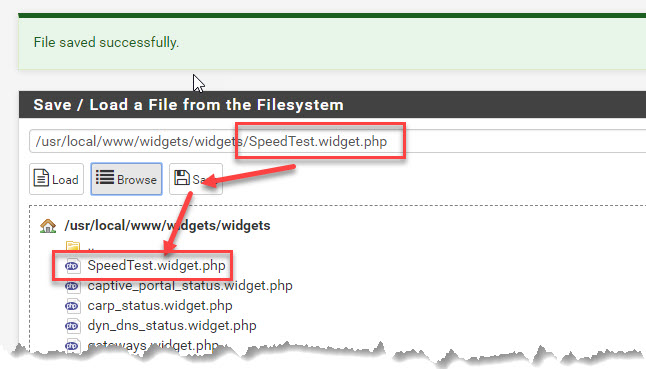 File saved successfully.
Save / Load a File from the Filesystem
/usr/local/www/widgets/widgets/SpeedTest.widget.php
Load Browse
/usr/local/www/widgets/widgets
..
SpeedTest.widget.php
captive_portal_status.widget.php
carp_status.widget.php
dyn_dns_status.widget.php
gateways.widget.php